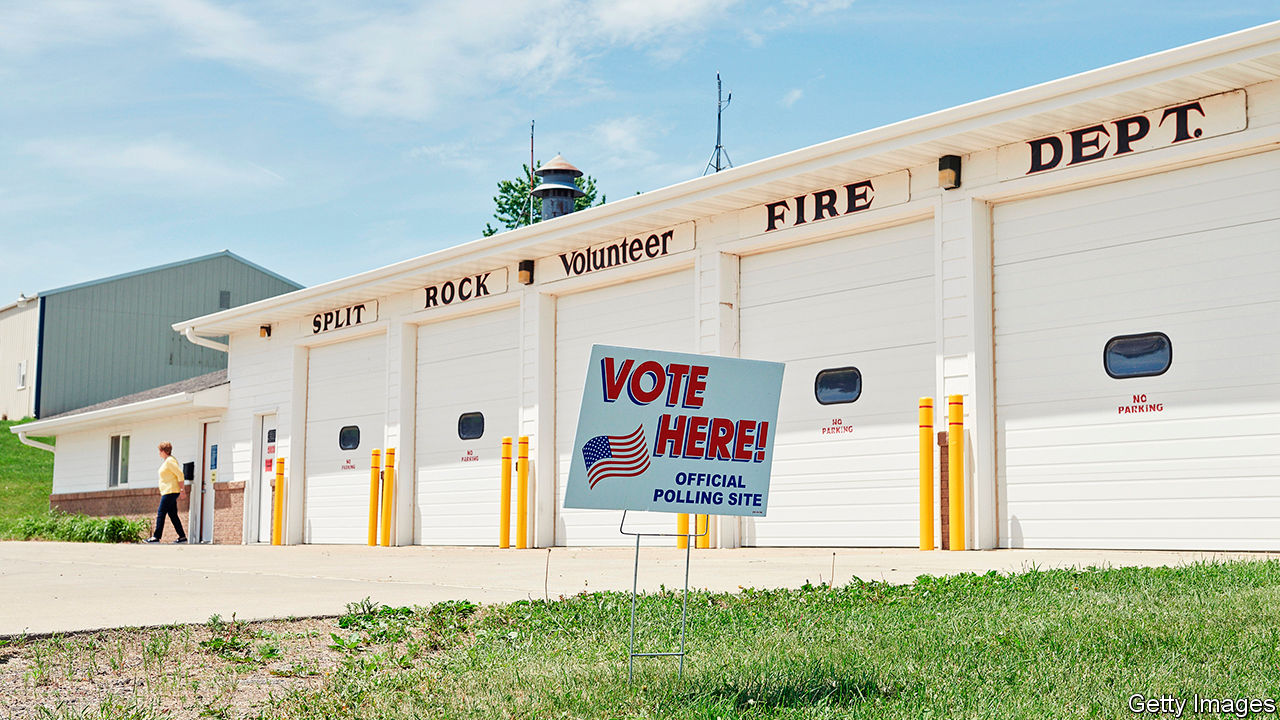 SPLIT
ROCK
Volunteer
FIRE
DEPT.
VOTE
HERE!
OFFICIAL
POLLING SITE
NO
PARKING
NO
PARKING
NO
PARKING
NO
PARKING
Getty Images